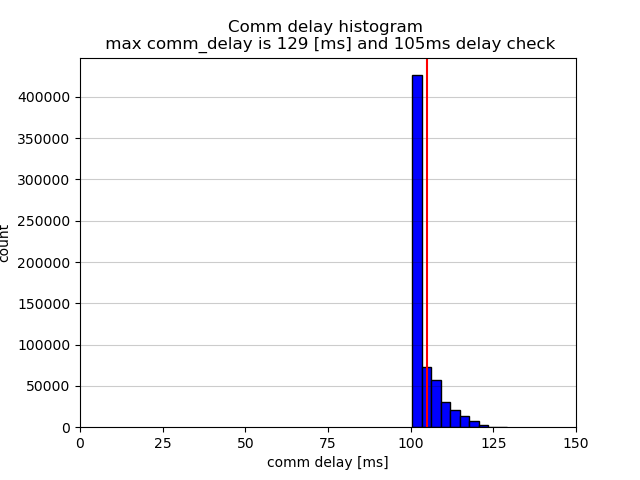 Comm delay histogram
max comm_delay is 129 [ms] and 105ms delay check
count
400000
350000
300000
250000
200000
150000
100000
50000
0
0 25 50 75 100 125 150
comm delay [ms]